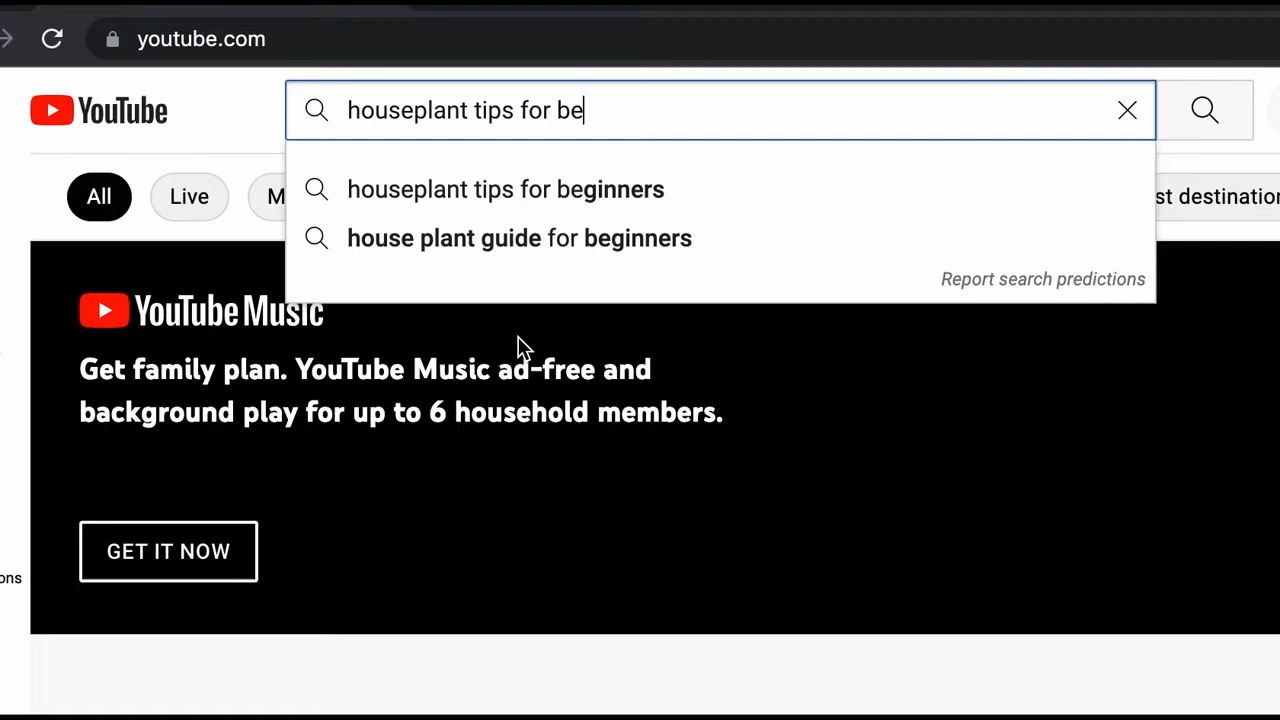 youtube.com
YouTube
houseplant tips for be
houseplant tips for beginners
house plant guide for beginners
Report search predictions
All
Live
M
st destination
YouTube Music
Get family plan. YouTube Music ad-free and
background play for up to 6 household members.
GET IT NOW
ons